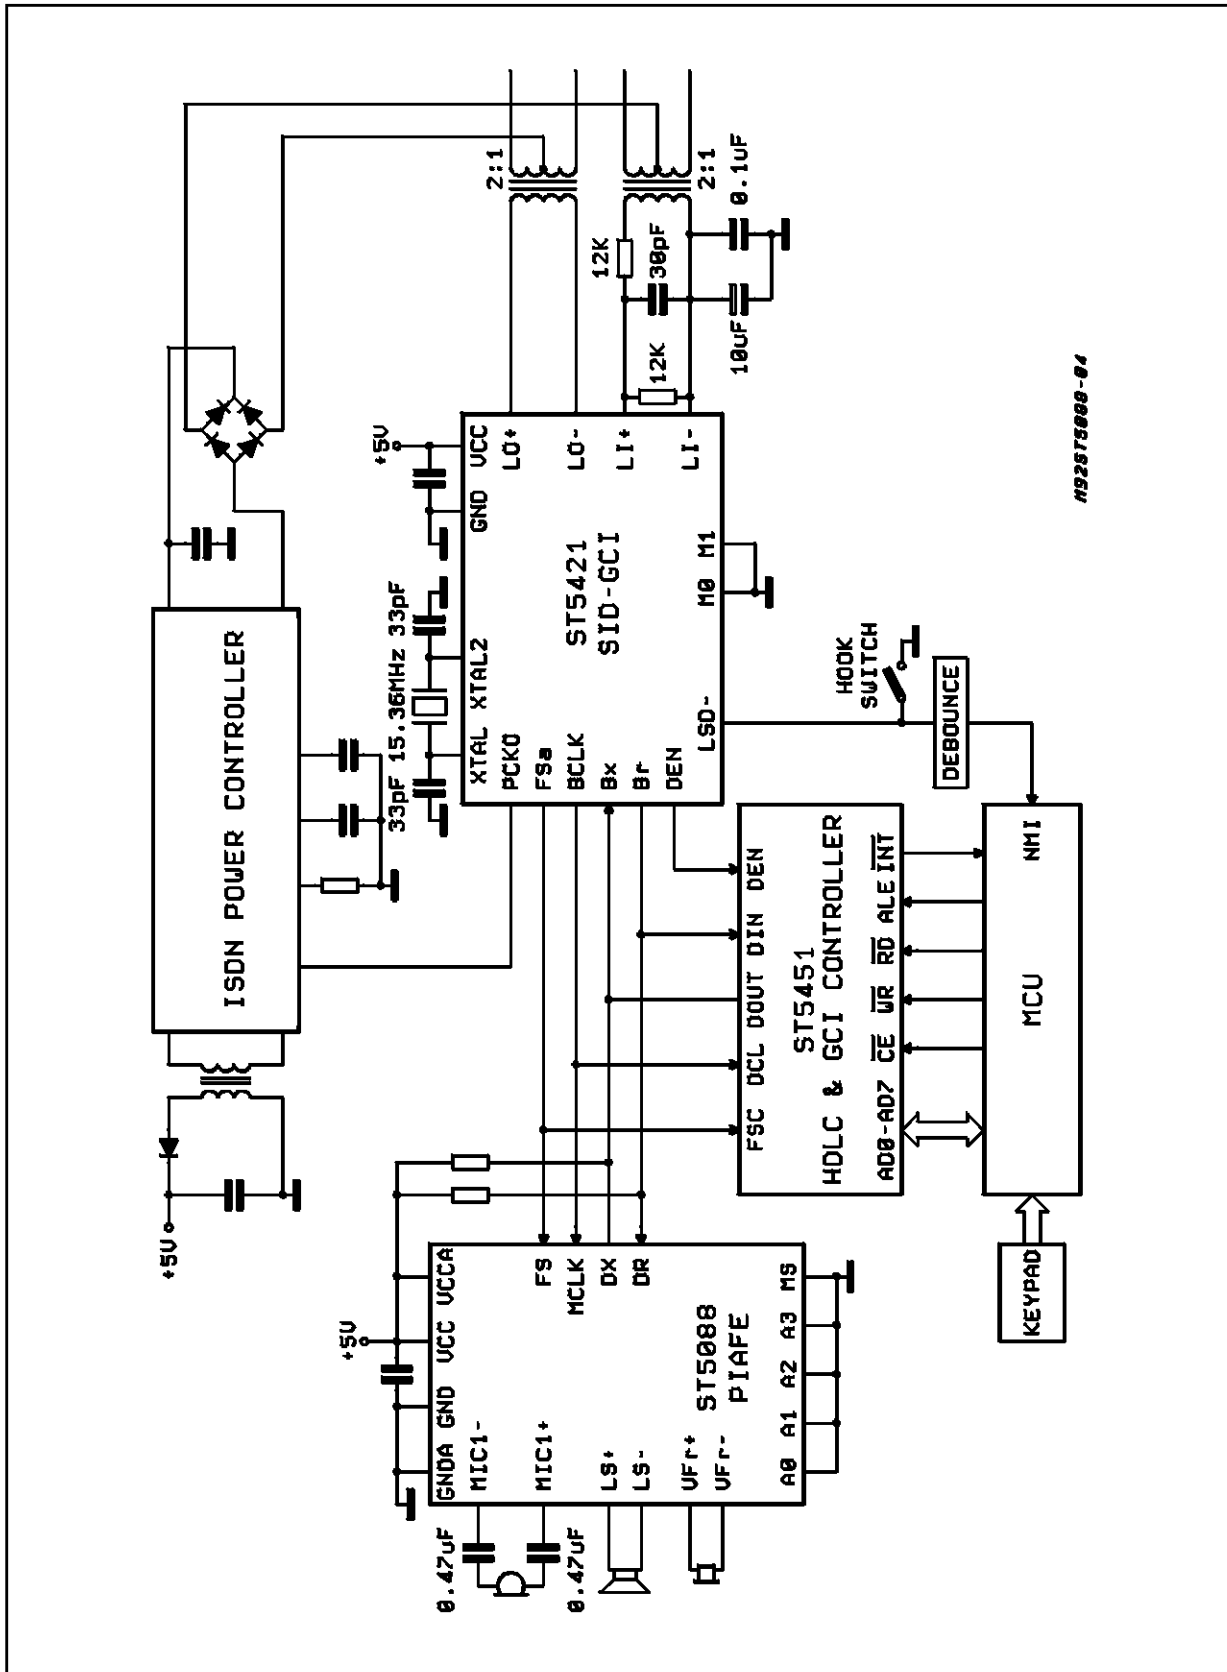 +5V
ISDN POWER CONTROLLER
2:1
2:1
0.1uF
12K
30pF
10uF
12K
33pF 15.36MHz 33pF
+5V
XTAL XTAL2 GND VCC
PCKO
FSa
BCLK
Bx
Br
DEN
LO+
LO-
LI+
LI-
ST5421
SID-GCI
LSD-
M0 M1
HOOK
SWITCH
DEBOUNCE
+5V
GNDA GND VCC VCCA
MIC1-
MIC1+
LS+
LS-
VFr+
VFr-
FS
MCLK
DX
DR
ST5088
PIAFE
A0 A1 A2 A3 MS
0.47uF
0.47uF
FSC DCL DOUT DIN DEN
ST5451
HDLC & GCI CONTROLLER
AD0-AD7 CE WR RD ALE INT
NMI
MCU
KEYPAD
M92ST5088-04